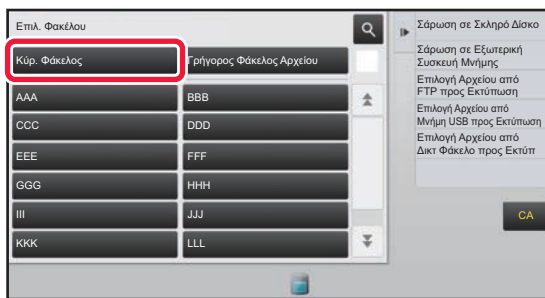 Επιλ. Φακέλου
Κύρ. Φάκελος
Γρήγορος Φάκελος Αρχείου
AAA
BBB
CCC
DDD
EEE
FFF
GGG
HHH
III
JJJ
KKK
LLL
Σάρωση σε Σκληρό Δίσκο
Σάρωση σε Εξωτερική
Συσκευή Μνήμης
Επιλογή Αρχείου από
FTP προς Εκτύπωση
Επιλογή Αρχείου από
Μνήμη USB προς Εκτύπωση
Επιλογή Αρχείου από
Δικτ Φάκελο προς Εκτύπ
CA